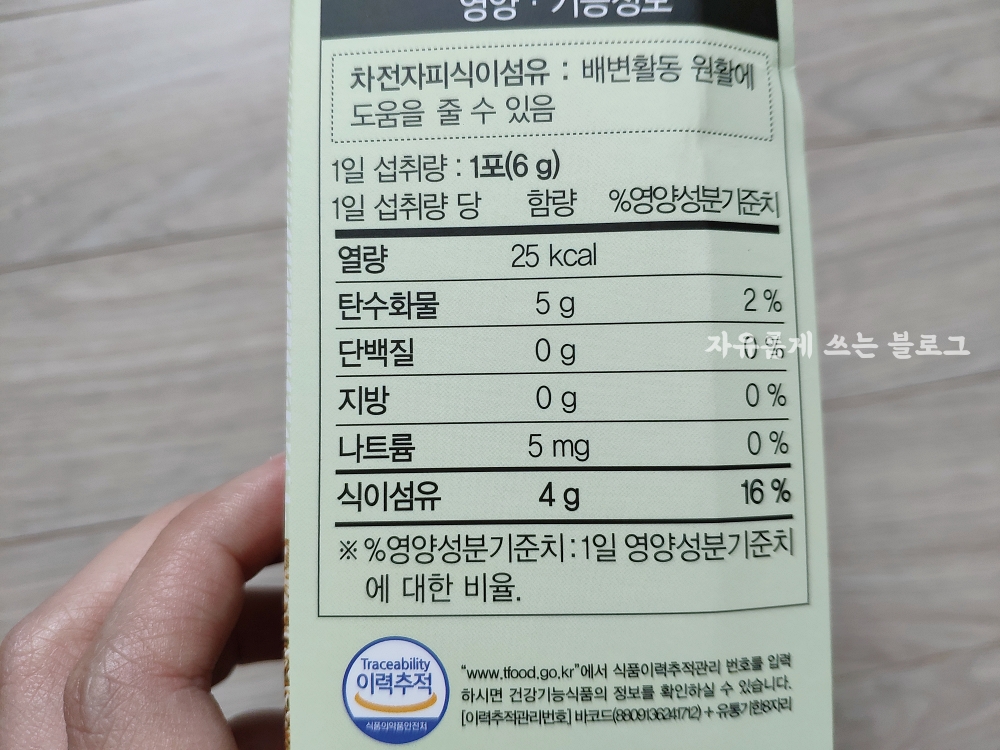 영양·기능정보
차전자피식이섬유 : 배변활동 원활에
도움을 줄 수 있음
1일 섭취량 : 1포(6 g)
1일 섭취량 당 함량 %영양성분기준치
열량 25 kcal
탄수화물 5 g 2 %
단백질 0 g 0 %
자유롭게 쓰는 블로그
지방 0 g 0 %
나트륨 5 mg 0 %
식이섬유 4 g 16 %
※ %영양성분기준치 : 1일 영양성분기준치
에 대한 비율.
Traceability
이력추적
식품의약품안전처
"www.tfood.go.kr"에서 식품이력추적관리 번호를 입력
하시면 건강기능식품의 정보를 확인하실 수 있습니다.
[이력추적관리번호] 바코드(8809136241712) + 유통기한8자리